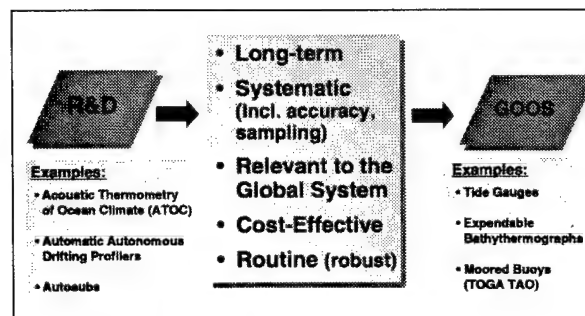 R&D
Examples:
• Acoustic Thermometry
of Ocean Climate (ATOC)
• Automatic Autonomous
Drifting Profilers
• Autosubs
• Long-term
• Systematic
(incl. accuracy,
sampling)
• Relevant to the
Global System
• Cost-Effective
• Routine (robust)
GOOS
Examples:
• Tide Gauges
• Expendable
Bathythermographs
• Moored Buoys
(TOGA TAO)